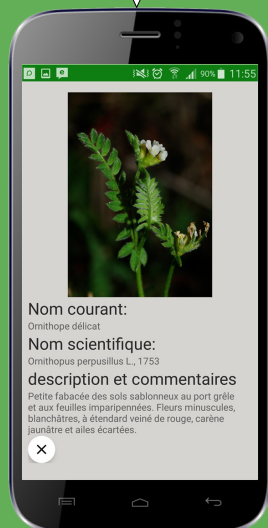 90% 11:55
Nom courant:
Ornithope délicat
Nom scientifique:
Ornithopus perpusillus L., 1753
description et commentaires
Petite fabacée des sols sablonneux au port grêle
et aux feuilles imparipennées. Fleurs minuscules,
blanchâtres, à étendard veiné de rouge, carène
jaunâtre et ailes écartées.